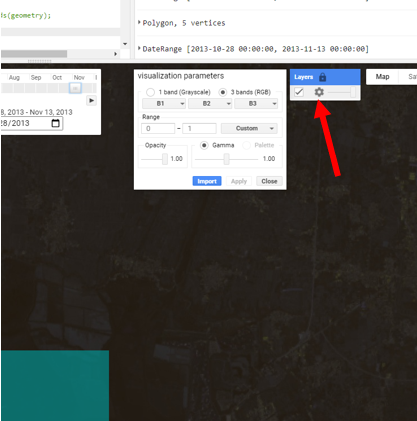 ds(geometry);
Polygon, 5 vertices
DateRange [2013-10-28 00:00:00, 2013-11-13 00:00:00]
Aug Sep Oct Nov
8, 2013 - Nov 13, 2013
28/2013
visualization parameters
1 band (Grayscale) 3 bands (RGB)
B1 B2 B3
Range
0 – 1 Custom
Opacity Gamma Palette
1.00 1.00
Import Apply Close
Layers
Map Sa